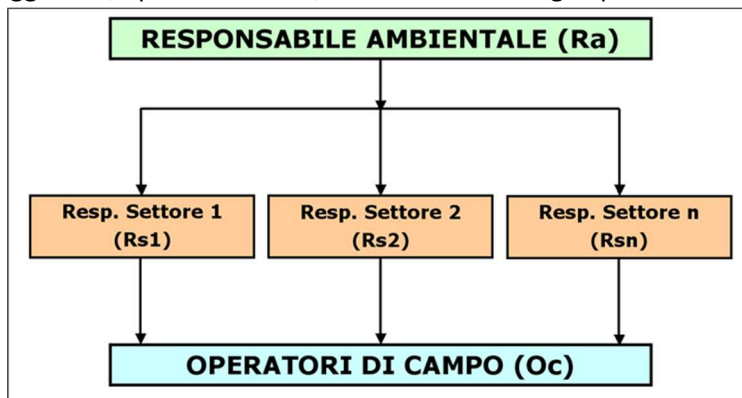 RESPONSABILE AMBIENTALE (Ra)
Resp. Settore 1
(Rs1)
Resp. Settore 2
(Rs2)
Resp. Settore n
(Rsn)
OPERATORI DI CAMPO (Oc)